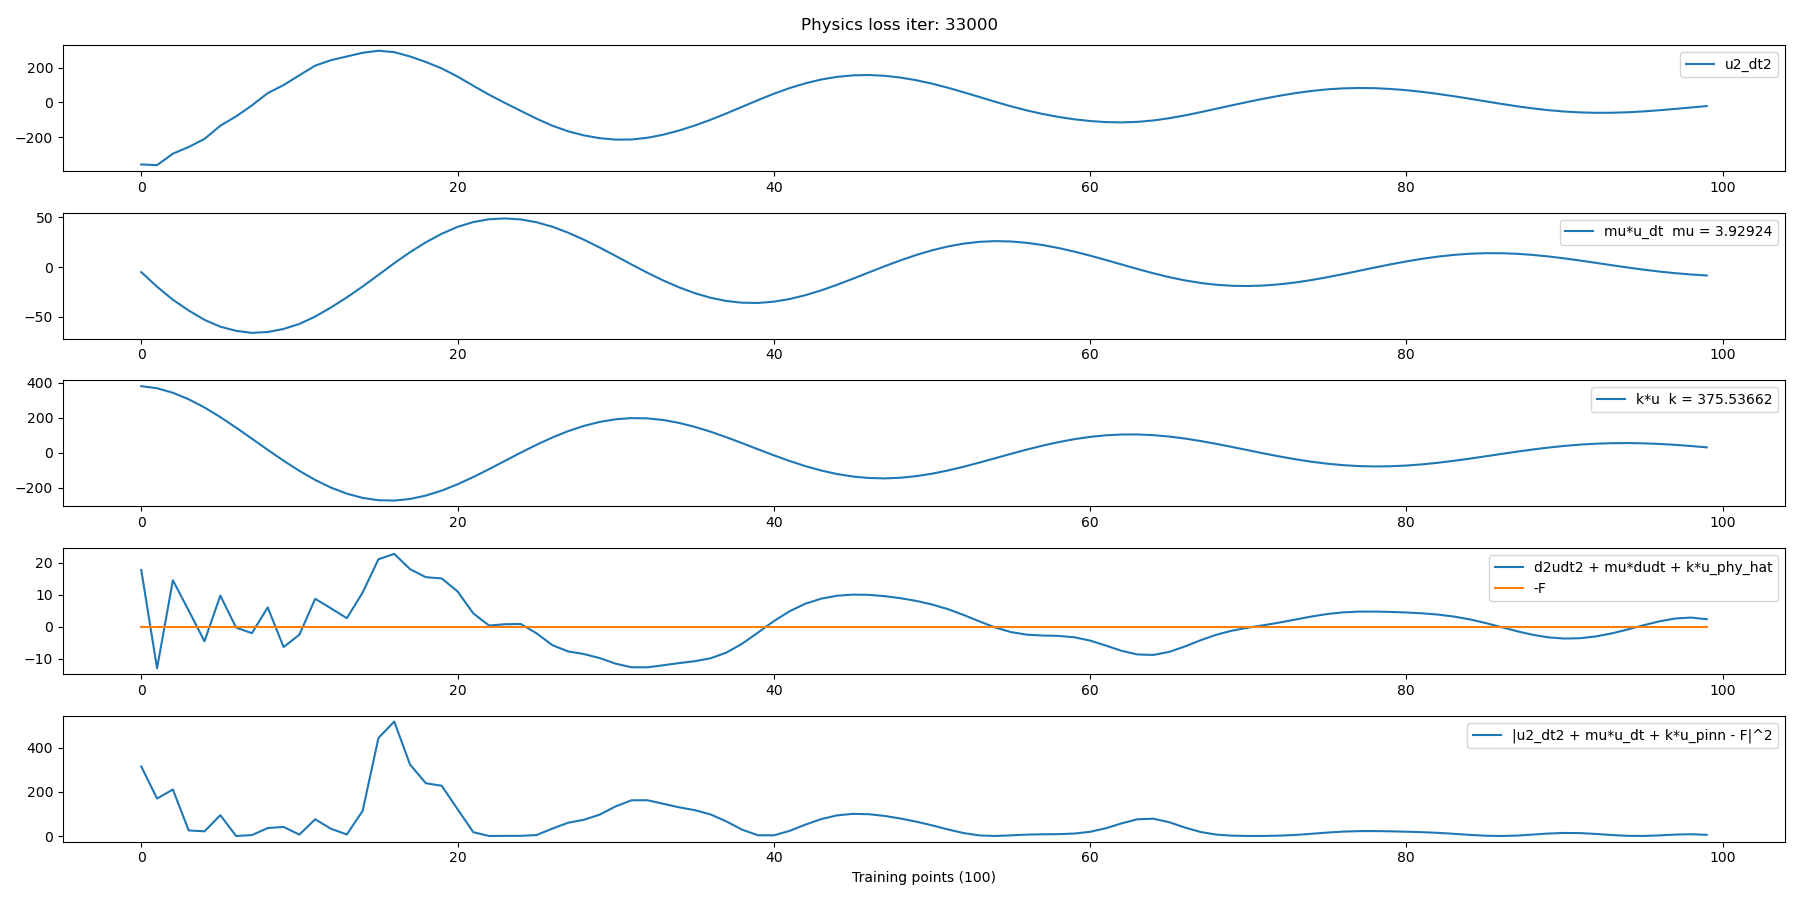 Physics loss iter: 33000
u2_dt2
200
0
−200
0 20 40 60 80 100
mu*u_dt  mu = 3.92924
50
0
−50
0 20 40 60 80 100
k*u  k = 375.53662
400
200
0
−200
0 20 40 60 80 100
d2udt2 + mu*dudt + k*u_phy_hat
-F
20
10
0
−10
0 20 40 60 80 100
|u2_dt2 + mu*u_dt + k*u_pinn - F|^2
400
200
0
0 20 40 60 80 100
Training points (100)